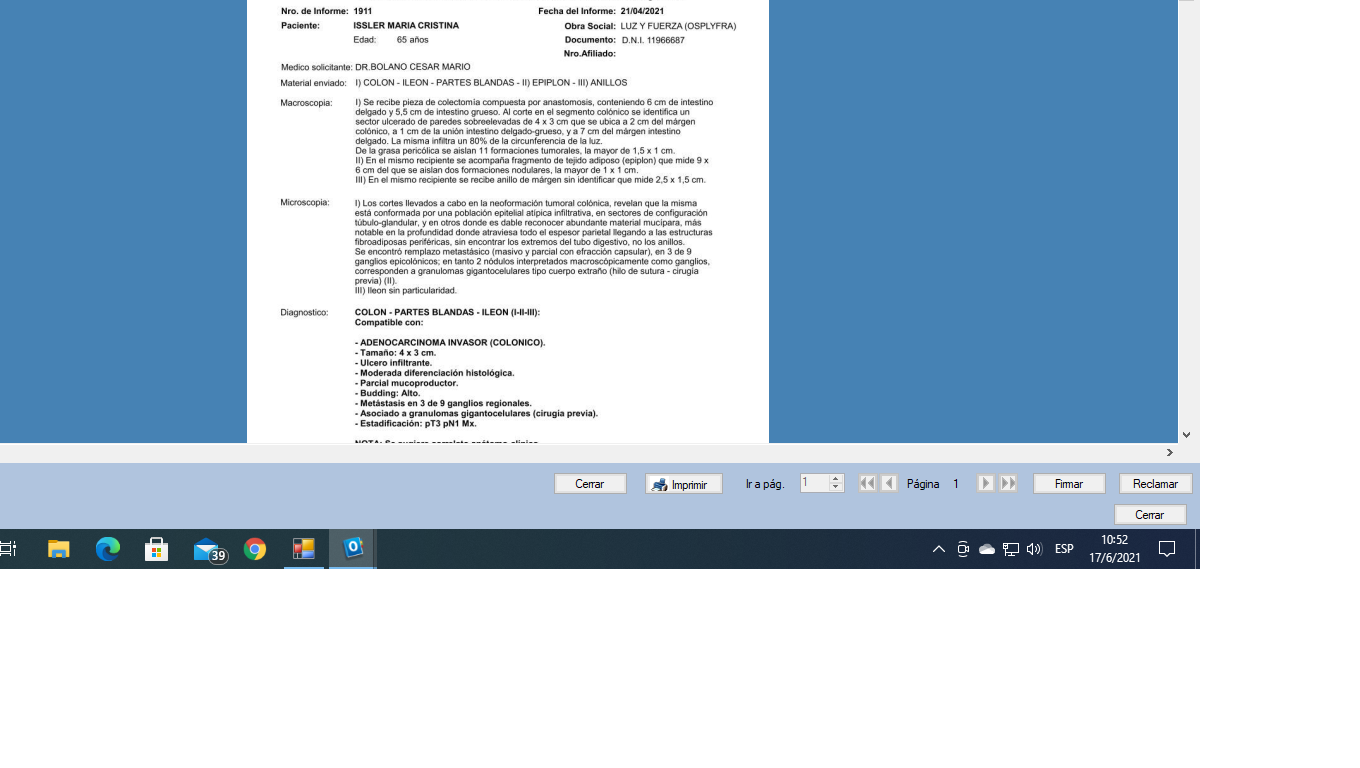 Nro. de Informe: 1911 Fecha del Informe: 21/04/2021
Paciente: ISSLER MARIA CRISTINA Obra Social: LUZ Y FUERZA (OSPLYFRA)
Edad: 65 años Documento: D.N.I. 11966687
Nro.Afiliado:
Medico solicitante: DR.BOLANO CESAR MARIO
Material enviado: I) COLON - ILEON - PARTES BLANDAS - II) EPIPLON - III) ANILLOS
Macroscopia: I) Se recibe pieza de colectomía compuesta por anastomosis, conteniendo 6 cm de intestino
delgado y 5,5 cm de intestino grueso. Al corte en el segmento colónico se identifica un
sector ulcerado de paredes sobreelevadas de 4 x 3 cm que se ubica a 2 cm del márgen
colónico, a 1 cm de la unión intestino delgado-grueso, y a 7 cm del márgen intestino
delgado. La misma infiltra un 80% de la circunferencia de la luz.
De la grasa pericólica se aislan 11 formaciones tumorales, la mayor de 1,5 x 1 cm.
II) En el mismo recipiente se acompaña fragmento de tejido adiposo (epiplon) que mide 9 x
6 cm del que se aislan dos formaciones nodulares, la mayor de 1 x 1 cm.
III) En el mismo recipiente se recibe anillo de márgen sin identificar que mide 2,5 x 1,5 cm.
Microscopia: I) Los cortes llevados a cabo en la neoformación tumoral colónica, revelan que la misma
está conformada por una población epitelial atípica infiltrativa, en sectores de configuración
túbulo-glandular, y en otros donde es dable reconocer abundante material mucoide, más
notable en la profundidad donde atraviesa todo el espesor parietal llegando a las estructuras
fibroadiposas periféricas, sin encontrar los extremos del tubo digestivo, no los anillos.
Se encontró remplazo metastásico (masivo y parcial con efracción capsular), en 3 de 9
ganglios epicolónicos; en tanto 2 nódulos interpretados macroscópicamente como ganglios,
corresponden a granulomas gigantocelulares tipo cuerpo extraño (hilo de sutura - cirugía
previa) (II).
III) Ileon sin particularidad.
Diagnostico: COLON - PARTES BLANDAS - ILEON (I-II-III):
Compatible con:
- ADENOCARCINOMA INVASOR (COLONICO).
- Tamaño: 4 x 3 cm.
- Ulcero infiltrante.
- Moderada diferenciación histológica.
- Parcial mucoproductor.
- Budding: Alto.
- Metástasis en 3 de 9 ganglios regionales.
- Asociado a granulomas gigantocelulares (cirugía previa).
- Estadificación: pT3 pN1 Mx.
Cerrar Imprimir Ir a pág. 1 Página 1 Firmar Reclamar
Cerrar
39 ESP 10:52
17/6/2021